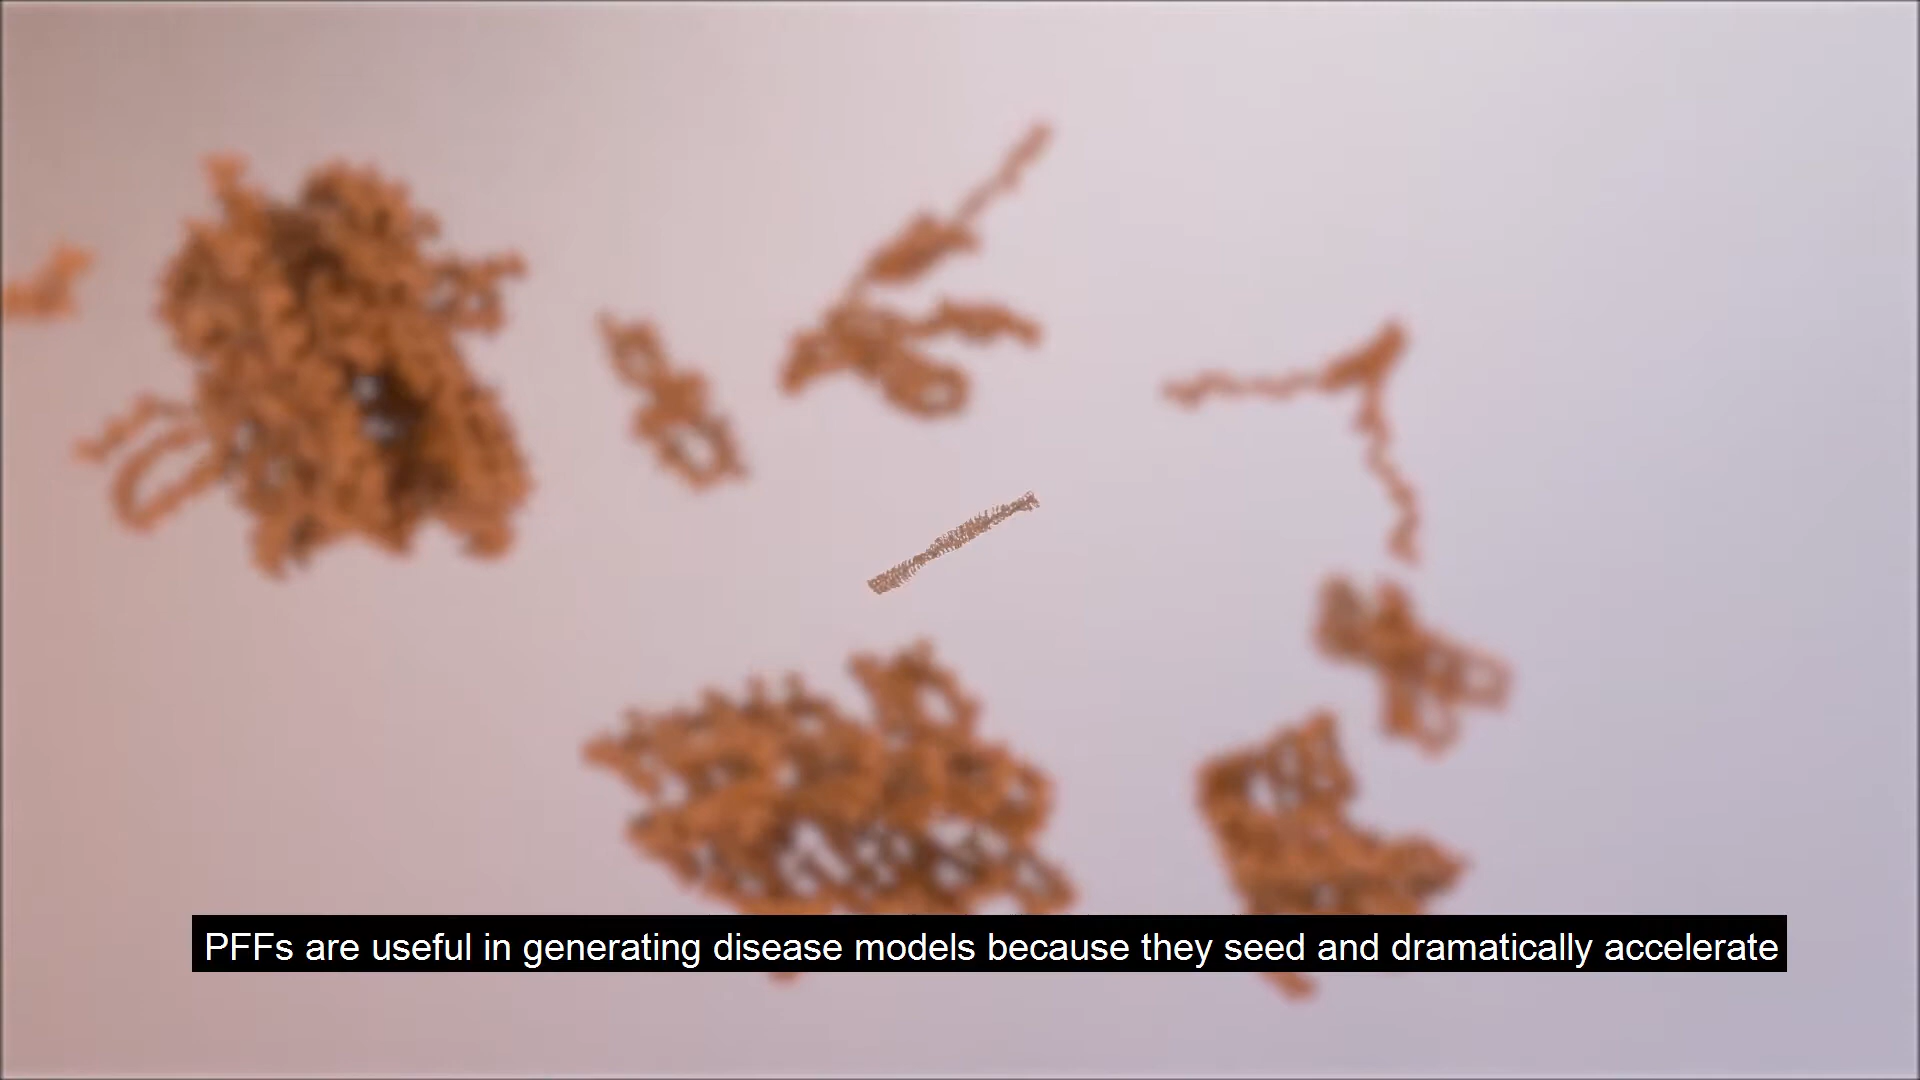 PFFs are useful in generating disease models because they seed and dramatically accelerate